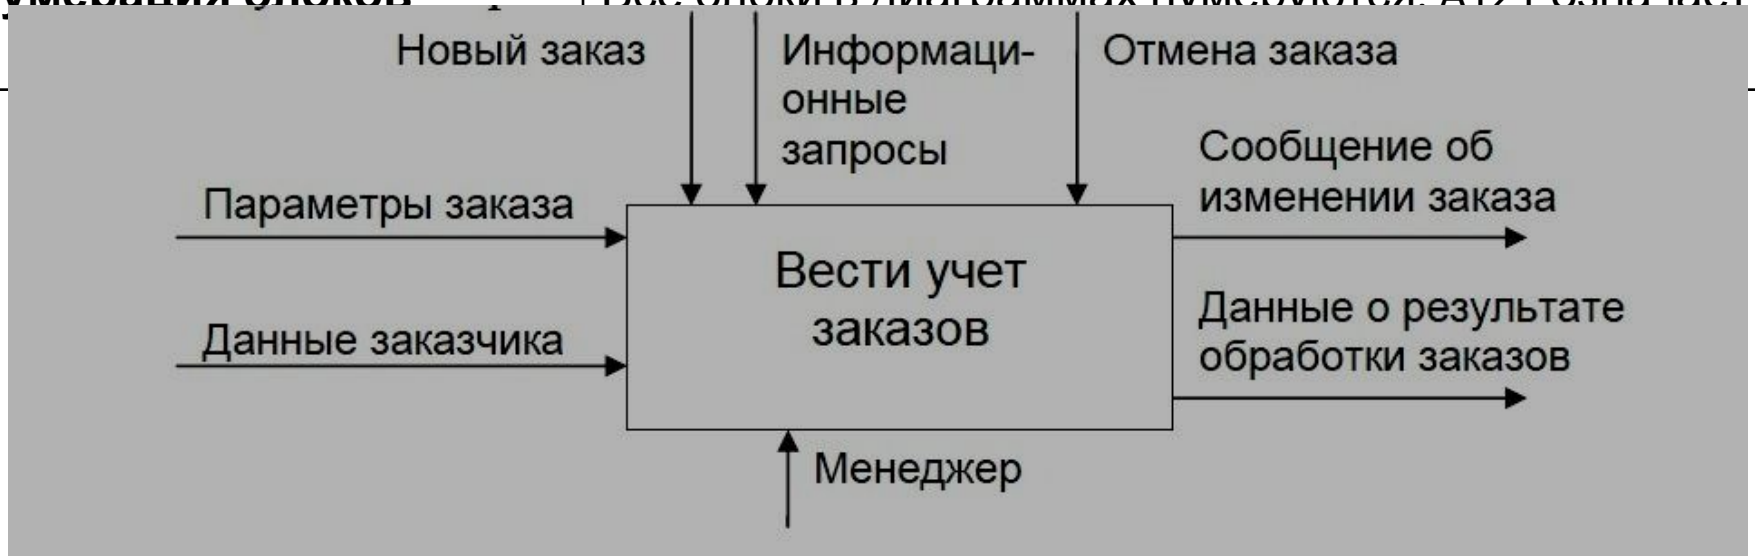 Новый заказ
Информаци-
онные
запросы
Отмена заказа
Сообщение об
изменении заказа
Параметры заказа
Вести учет
заказов
Данные заказчика
Данные о результате
обработки заказов
Менеджер